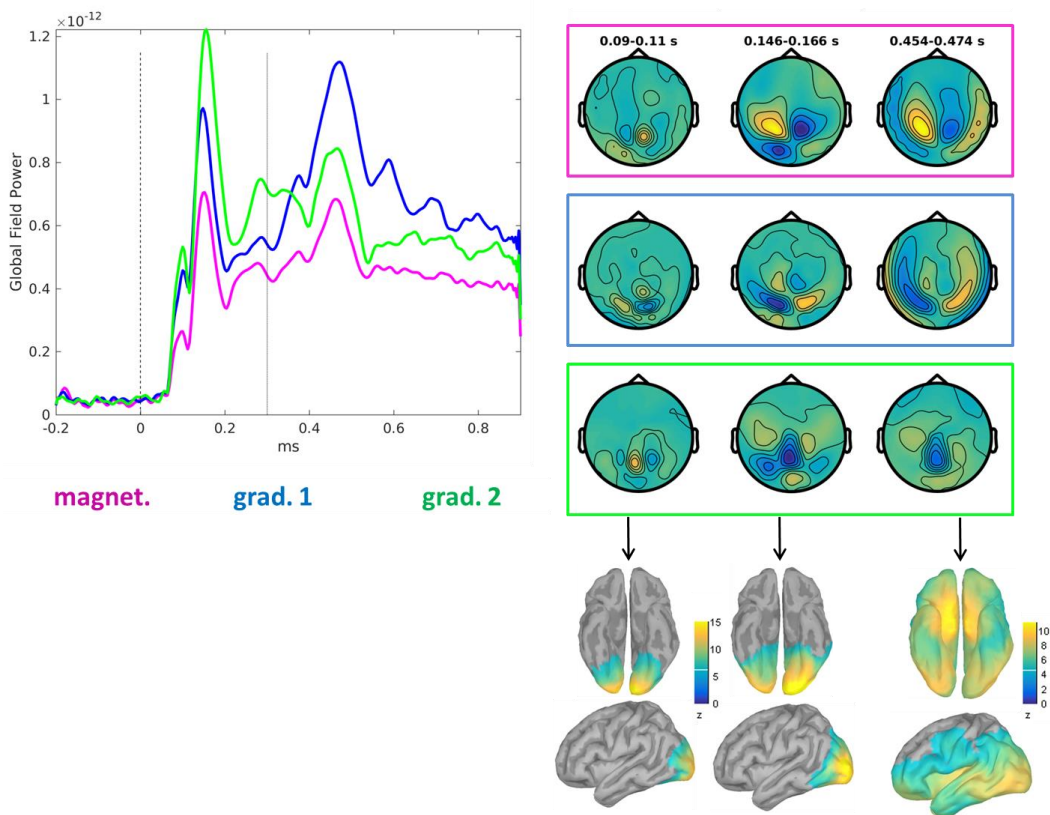 ×10⁻¹²
1.2
1
0.8
0.6
0.4
0.2
0
Global Field Power
-0.2 0 0.2 0.4 0.6 0.8
ms
magnet. grad. 1 grad. 2
0.09-0.11 s 0.146-0.166 s 0.454-0.474 s
15
10
5
0
z
10
8
6
4
2
0
z